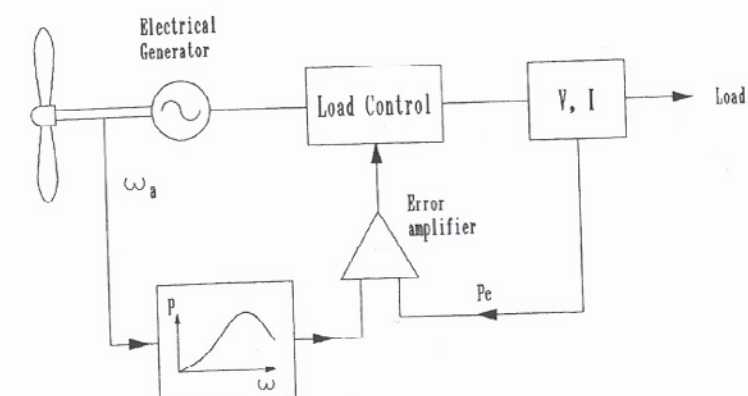 Electrical
Generator
Load Control
V, I
Load
ωa
Error
amplifier
Pe
P
ω